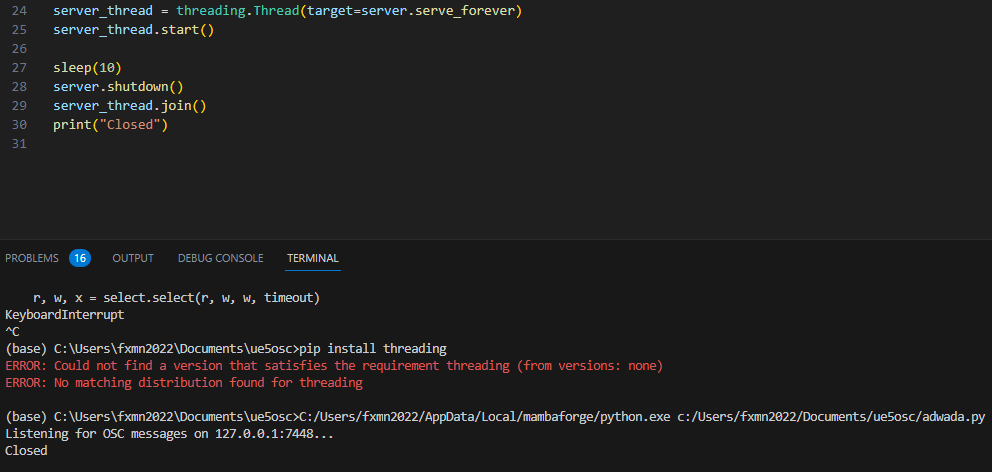 24 server_thread = threading.Thread(target=server.serve_forever)
25 server_thread.start()
26
27 sleep(10)
28 server.shutdown()
29 server_thread.join()
30 print("Closed")
31
PROBLEMS 16 OUTPUT DEBUG CONSOLE TERMINAL
r, w, x = select.select(r, w, w, timeout)
KeyboardInterrupt
^C
(base) C:\Users\fxmn2022\Documents\ue5osc>pip install threading
ERROR: Could not find a version that satisfies the requirement threading (from versions: none)
ERROR: No matching distribution found for threading
(base) C:\Users\fxmn2022\Documents\ue5osc>C:/Users/fxmn2022/AppData/Local/mambaforge/python.exe c:/Users/fxmn2022/Documents/ue5osc/adwada.py
Listening for OSC messages on 127.0.0.1:7448...
Closed